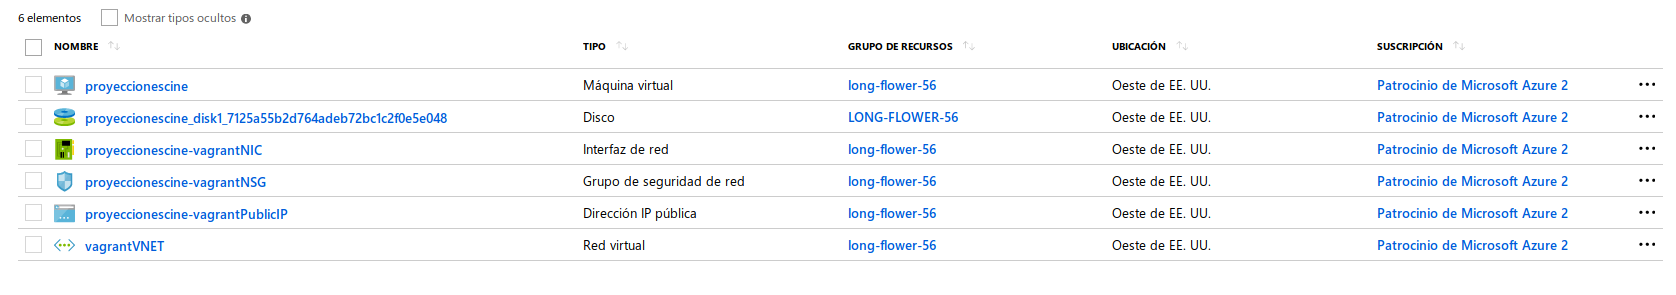 6 elementos Mostrar tipos ocultos
NOMBRE TIPO GRUPO DE RECURSOS UBICACIÓN SUSCRIPCIÓN
proyeccionescine Máquina virtual long-flower-56 Oeste de EE. UU. Patrocinio de Microsoft Azure 2
proyeccionescine_disk1_7125a55b2d764adeb72bc1c2f0e5e048 Disco LONG-FLOWER-56 Oeste de EE. UU. Patrocinio de Microsoft Azure 2
proyeccionescine-vagrantNIC Interfaz de red long-flower-56 Oeste de EE. UU. Patrocinio de Microsoft Azure 2
proyeccionescine-vagrantNSG Grupo de seguridad de red long-flower-56 Oeste de EE. UU. Patrocinio de Microsoft Azure 2
proyeccionescine-vagrantPublicIP Dirección IP pública long-flower-56 Oeste de EE. UU. Patrocinio de Microsoft Azure 2
vagrantVNET Red virtual long-flower-56 Oeste de EE. UU. Patrocinio de Microsoft Azure 2